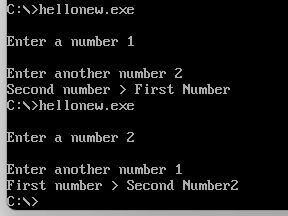 C:\>hellonew.exe
Enter a number 1
Enter another number 2
Second number > First Number
C:\>hellonew.exe
Enter a number 2
Enter another number 1
First number > Second Number2
C:\>